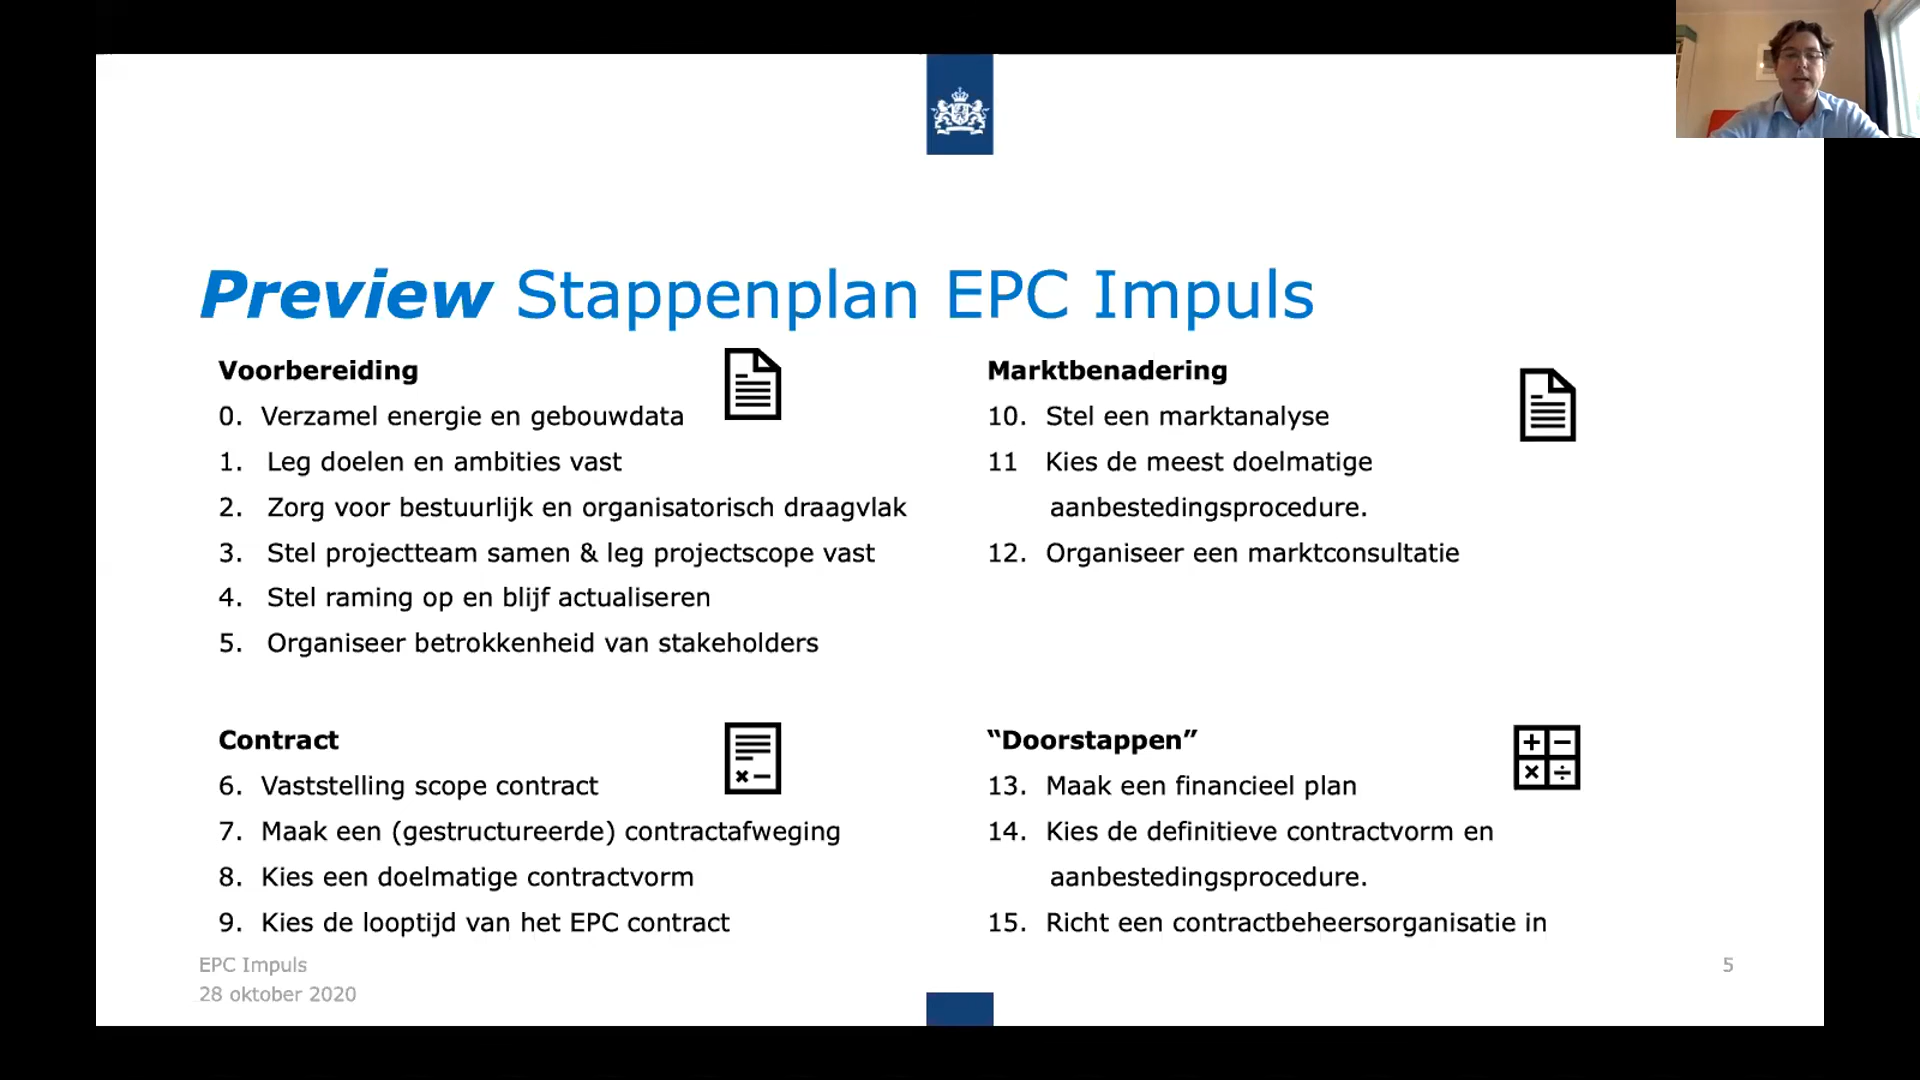 Preview Stappenplan EPC Impuls
Voorbereiding
0. Verzamel energie en gebouwdata
1. Leg doelen en ambities vast
2. Zorg voor bestuurlijk en organisatorisch draagvlak
3. Stel projectteam samen & leg projectscope vast
4. Stel raming op en blijf actualiseren
5. Organiseer betrokkenheid van stakeholders
Contract
6. Vaststelling scope contract
7. Maak een (gestructureerde) contractafweging
8. Kies een doelmatige contractvorm
9. Kies de looptijd van het EPC contract
Marktbenadering
10. Stel een marktanalyse
11 Kies de meest doelmatige
aanbestedingsprocedure.
12. Organiseer een marktconsultatie
“Doorstappen”
13. Maak een financieel plan
14. Kies de definitieve contractvorm en
aanbestedingsprocedure.
15. Richt een contractbeheersorganisatie in
EPC Impuls
28 oktober 2020
5